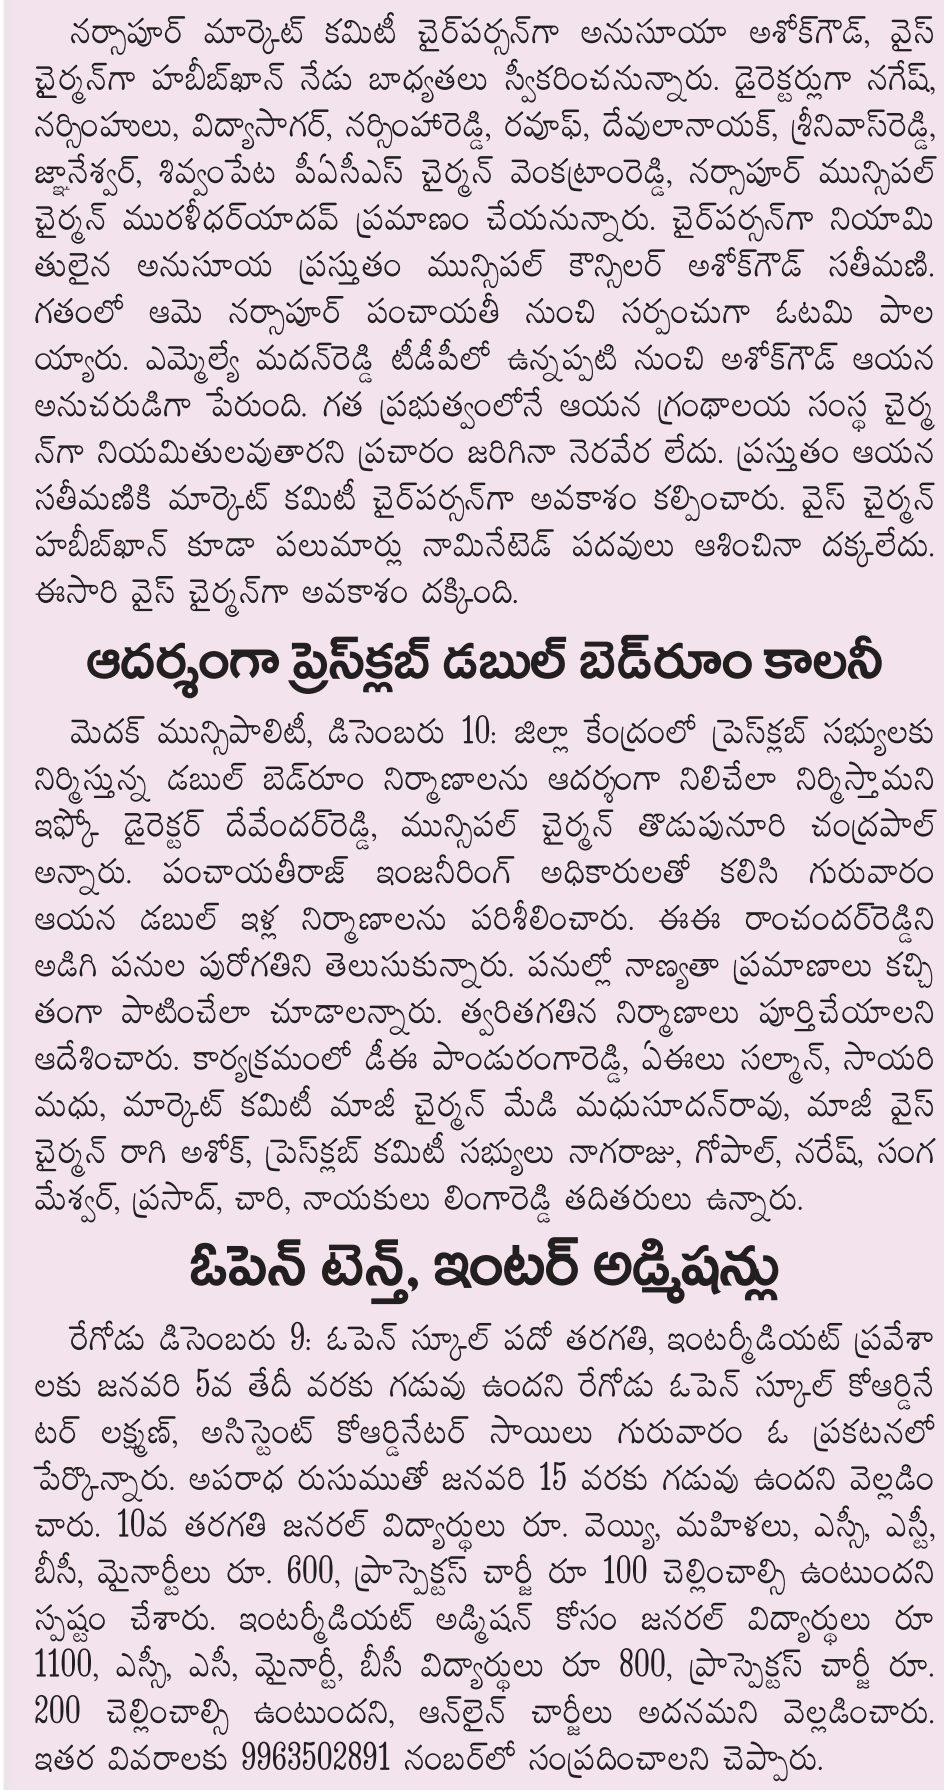 నర్సాపూర్ మార్కెట్ కమిటీ చైర్‌పర్సన్‌గా అనుసూయా అశోక్‌గౌడ్, వైస్
చైర్మన్‌గా హబీబ్‌ఖాన్ నేడు బాధ్యతలు స్వీకరించనున్నారు. డైరెక్టర్లుగా నగేష్,
నర్సింహులు, విద్యాసాగర్, నర్సింహారెడ్డి, రవూఫ్, దేవులానాయక్, శ్రీనివాస్‌రెడ్డి,
జ్ఞానేశ్వర్, శివ్వంపేట పీఏసీఎస్ చైర్మన్ వెంకట్రాంరెడ్డి, నర్సాపూర్ మున్సిపల్
చైర్మన్ మురళీధర్‌యాదవ్ ప్రమాణం చేయనున్నారు. చైర్‌పర్సన్‌గా నియామి
తులైన అనుసూయ ప్రస్తుతం మున్సిపల్ కౌన్సిలర్ అశోక్‌గౌడ్ సతీమణి.
గతంలో ఆమె నర్సాపూర్ పంచాయతీ నుంచి సర్పంచుగా ఓటమి పాల
య్యారు. ఎమ్మెల్యే మదన్‌రెడ్డి టీడీపీలో ఉన్నప్పటి నుంచి అశోక్‌గౌడ్ ఆయన
అనుచరుడిగా పేరుంది. గత ప్రభుత్వంలోనే ఆయన గ్రంథాలయ సంస్థ చైర్మ
న్‌గా నియమితులవుతారని ప్రచారం జరిగినా నెరవేర లేదు. ప్రస్తుతం ఆయన
సతీమణికి మార్కెట్ కమిటీ చైర్‌పర్సన్‌గా అవకాశం కల్పించారు. వైస్ చైర్మన్
హబీబ్‌ఖాన్ కూడా పలుమార్లు నామినేటెడ్ పదవులు ఆశించినా దక్కలేదు.
ఈసారి వైస్ చైర్మన్‌గా అవకాశం దక్కింది.
ఆదర్శంగా ప్రెస్‌క్లబ్ డబుల్ బెడ్‌రూం కాలనీ
మెదక్ మున్సిపాలిటీ, డిసెంబరు 10: జిల్లా కేంద్రంలో ప్రెస్‌క్లబ్ సభ్యులకు
నిర్మిస్తున్న డబుల్ బెడ్‌రూం నిర్మాణాలను ఆదర్శంగా నిలిచేలా నిర్మిస్తామని
ఇఫ్కో డైరెక్టర్ దేవేందర్‌రెడ్డి, మున్సిపల్ చైర్మన్ తొడుపునూరి చంద్రపాల్
అన్నారు. పంచాయతీరాజ్ ఇంజనీరింగ్ అధికారులతో కలిసి గురువారం
ఆయన డబుల్ ఇళ్ల నిర్మాణాలను పరిశీలించారు. ఈఈ రాంచందర్‌రెడ్డిని
అడిగి పనుల పురోగతిని తెలుసుకున్నారు. పనుల్లో నాణ్యతా ప్రమాణాలు కచ్చి
తంగా పాటించేలా చూడాలన్నారు. త్వరితగతిన నిర్మాణాలు పూర్తిచేయాలని
ఆదేశించారు. కార్యక్రమంలో డీఈ పాండురంగారెడ్డి, ఏఈలు సల్మాన్, సాయరి
మధు, మార్కెట్ కమిటీ మాజీ చైర్మన్ మేడి మధుసూదన్‌రావు, మాజీ వైస్
చైర్మన్ రాగి అశోక్, ప్రెస్‌క్లబ్ కమిటీ సభ్యులు నాగరాజు, గోపాల్, నరేష్, సంగ
మేశ్వర్, ప్రసాద్, చారి, నాయకులు లింగారెడ్డి తదితరులు ఉన్నారు.
ఓపెన్ టెన్త్, ఇంటర్ అడ్మిషన్లు
రేగోడు డిసెంబరు 9: ఓపెన్ స్కూల్ పదో తరగతి, ఇంటర్మీడియట్ ప్రవేశా
లకు జనవరి 5వ తేదీ వరకు గడువు ఉందని రేగోడు ఓపెన్ స్కూల్ కోఆర్డినే
టర్ లక్ష్మణ్, అసిస్టెంట్ కోఆర్డినేటర్ సాయిలు గురువారం ఓ ప్రకటనలో
పేర్కొన్నారు. అపరాధ రుసుముతో జనవరి 15 వరకు గడువు ఉందని వెల్లడిం
చారు. 10వ తరగతి జనరల్ విద్యార్థులు రూ. వెయ్యి, మహిళలు, ఎస్సీ, ఎస్టీ,
బీసీ, మైనార్టీలు రూ. 600, ప్రాస్పెక్టస్ చార్జీ రూ 100 చెల్లించాల్సి ఉంటుందని
స్పష్టం చేశారు. ఇంటర్మీడియట్ అడ్మిషన్ కోసం జనరల్ విద్యార్థులు రూ
1100, ఎస్సీ, ఎసీ, మైనార్టీ, బీసీ విద్యార్థులు రూ 800, ప్రాస్పెక్టస్ చార్జీ రూ.
200 చెల్లించాల్సి ఉంటుందని, ఆన్‌లైన్ చార్జీలు అదనమని వెల్లడించారు.
ఇతర వివరాలకు 9963502891 నంబర్‌లో సంప్రదించాలని చెప్పారు.